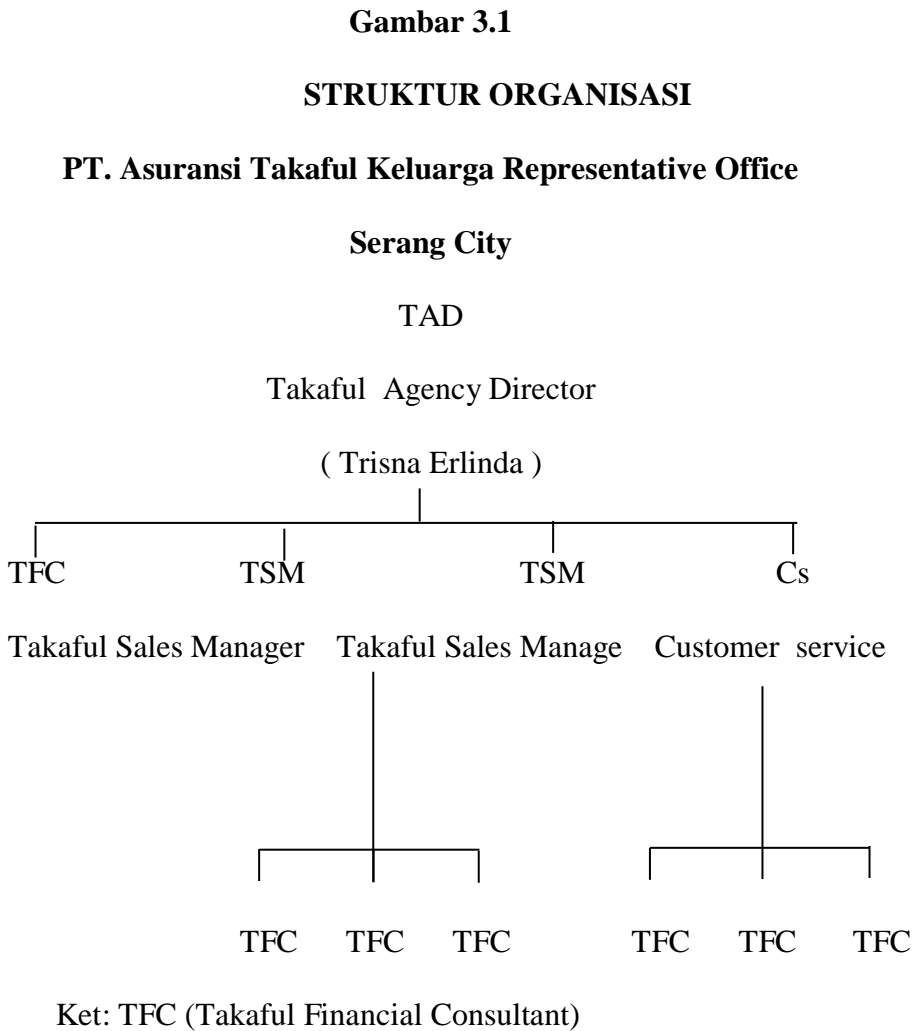 Gambar 3.1
STRUKTUR ORGANISASI
PT. Asuransi Takaful Keluarga Representative Office
Serang City
TAD
Takaful Agency Director
( Trisna Erlinda )
TFC TSM TSM Cs
Takaful Sales Manager Takaful Sales Manage Customer service
TFC TFC TFC TFC TFC TFC
Ket: TFC (Takaful Financial Consultant)